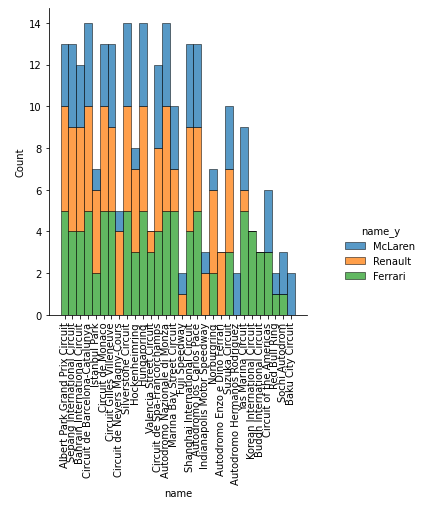 14
12
10
8
6
4
2
0
Count
Albert Park Grand Prix Circuit
Sepang International Circuit
Bahrain International Circuit
Circuit de Barcelona-Catalunya
Istanbul Park
Circuit de Monaco
Circuit Gilles Villeneuve
Circuit de Nevers Magny-Cours
Silverstone Circuit
Hockenheimring
Hungaroring
Valencia Street Circuit
Circuit de Spa-Francorchamps
Autodromo Nazionale di Monza
Marina Bay Street Circuit
Fuji Speedway
Shanghai International Circuit
Autódromo José Carlos Pace
Indianapolis Motor Speedway
Nürburgring
Autodromo Enzo e Dino Ferrari
Suzuka Circuit
Autódromo Hermanos Rodríguez
Yas Marina Circuit
Korean International Circuit
Buddh International Circuit
Circuit of the Americas
Red Bull Ring
Sochi Autodrom
Baku City Circuit
name
name_y
McLaren
Renault
Ferrari